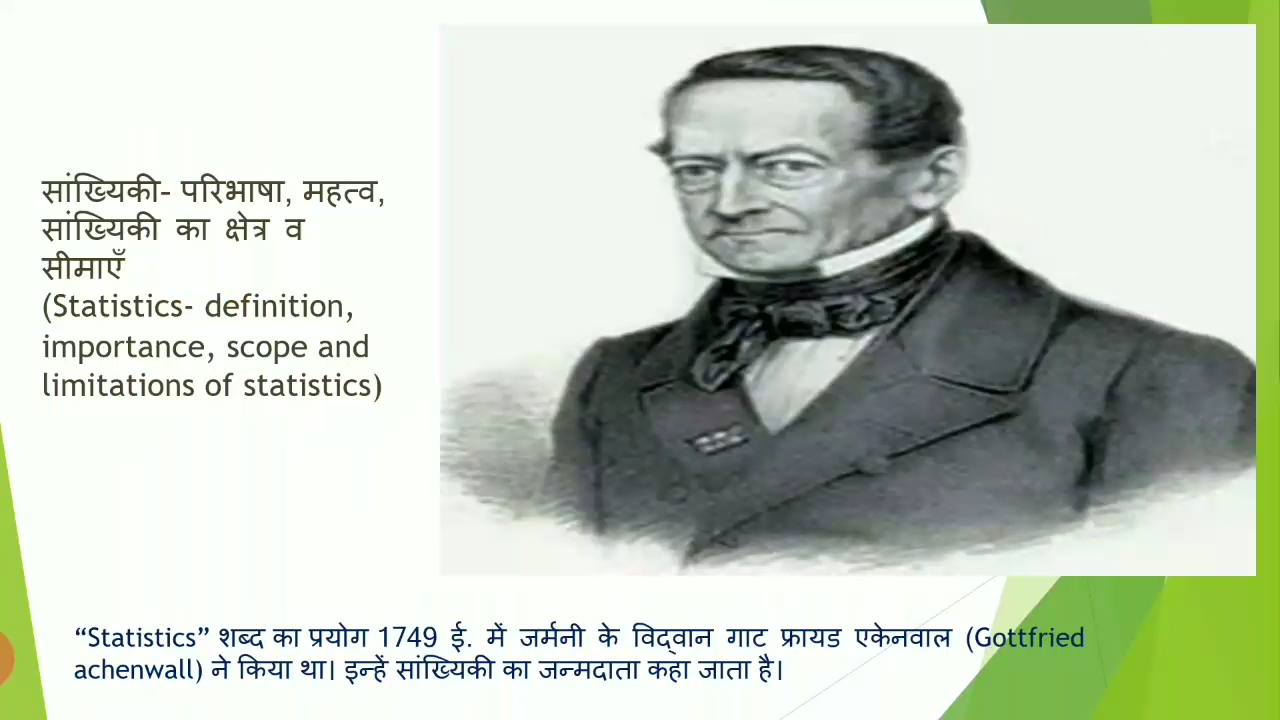 सांख्यिकी- परिभाषा, महत्व,
सांख्यिकी का क्षेत्र व
सीमाएँ
(Statistics- definition,
importance, scope and
limitations of statistics)
“Statistics” शब्द का प्रयोग 1749 ई. में जर्मनी के विद्वान गाट फ्रायड एकेनवाल (Gottfried
achenwall) ने किया था। इन्हें सांख्यिकी का जन्मदाता कहा जाता है।